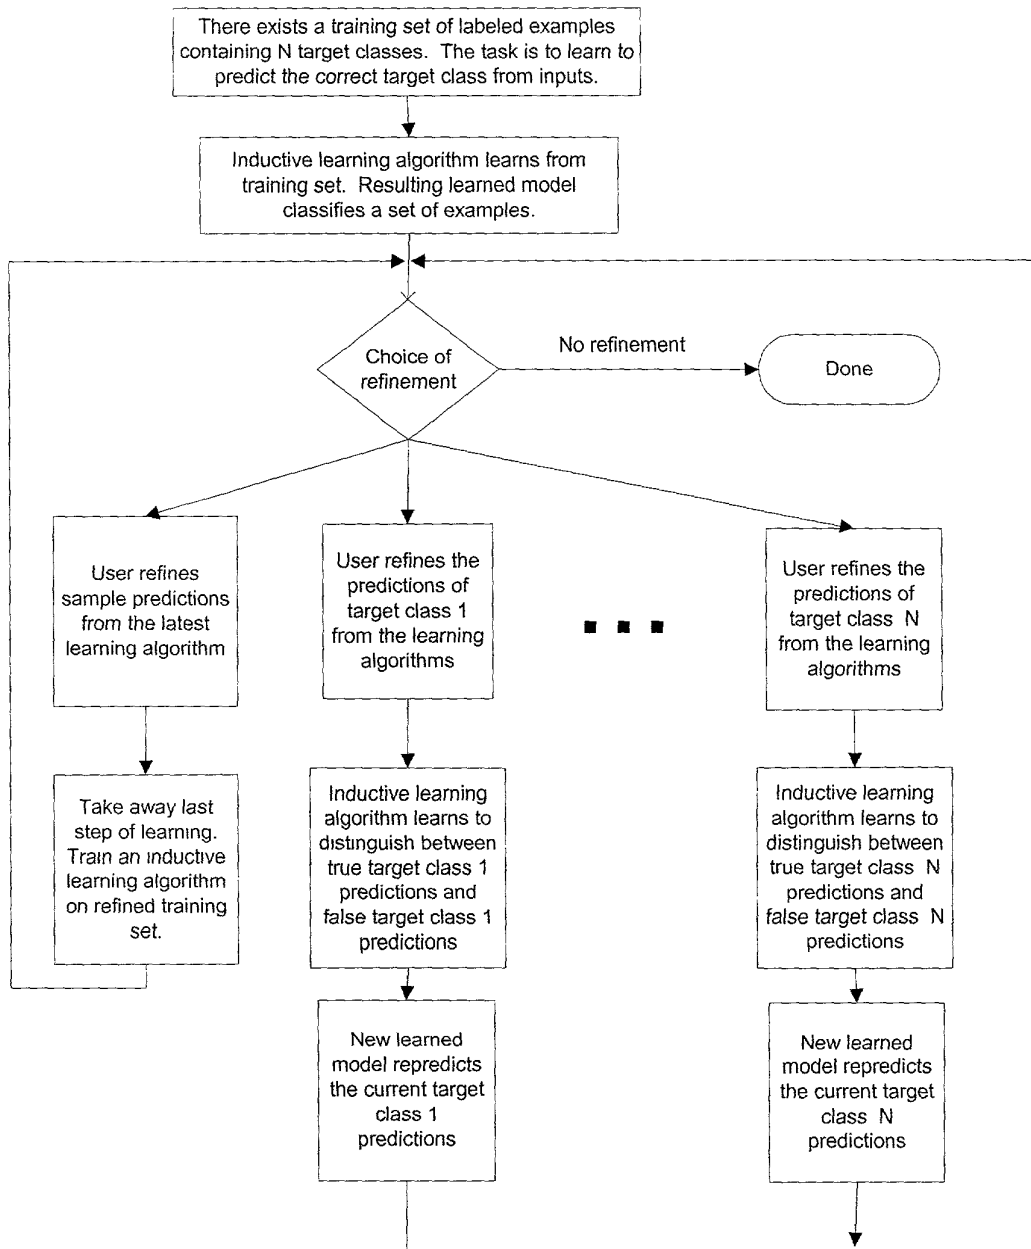 There exists a training set of labeled examples
containing N target classes. The task is to learn to
predict the correct target class from inputs.
Inductive learning algorithm learns from
training set. Resulting learned model
classifies a set of examples.
Choice of
refinement
No refinement
Done
User refines
sample predictions
from the latest
learning algorithm
User refines the
predictions of
target class 1
from the learning
algorithms
User refines the
predictions of
target class N
from the learning
algorithms
Take away last
step of learning.
Train an inductive
learning algorithm
on refined training
set.
Inductive learning
algorithm learns to
distinguish between
true target class 1
predictions and
false target class 1
predictions
Inductive learning
algorithm learns to
distinguish between
true target class N
predictions and
false target class N
predictions
New learned
model repredicts
the current target
class 1
predictions
New learned
model repredicts
the current target
class N
predictions